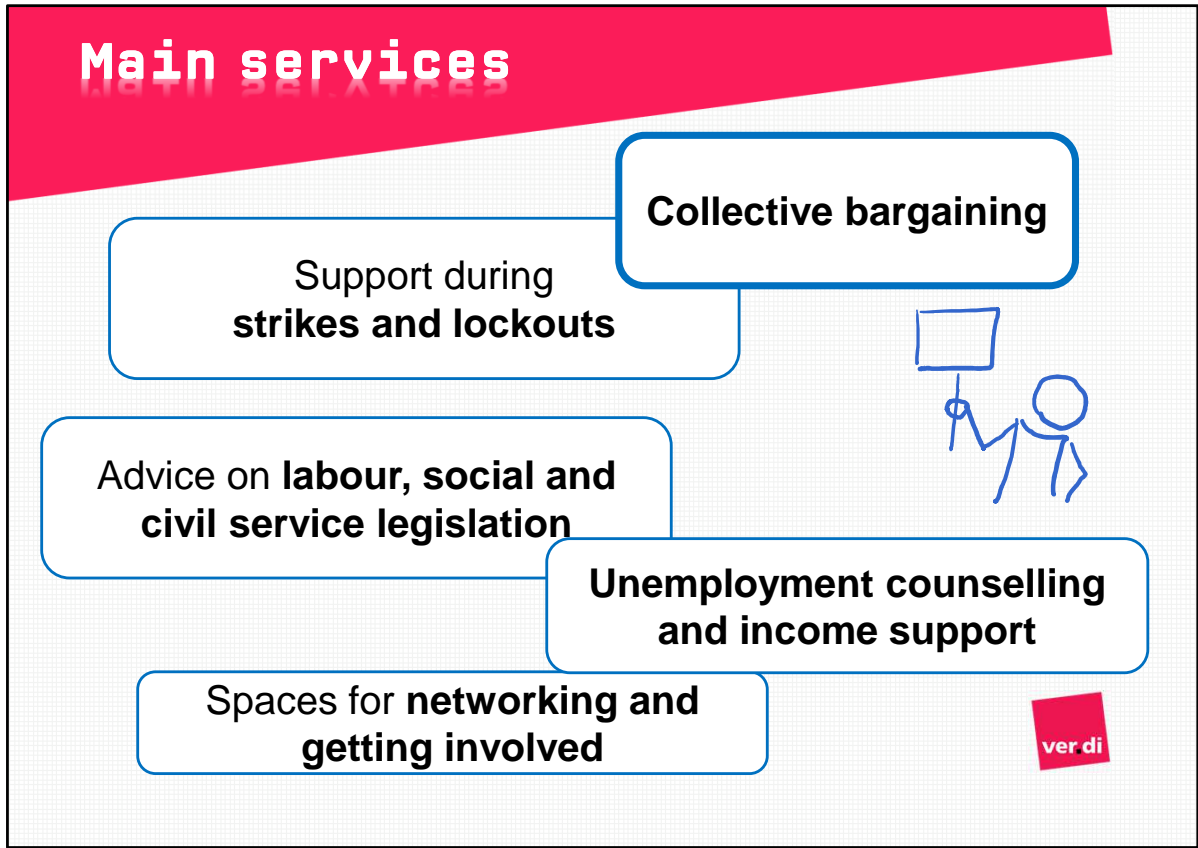 Main services
Collective bargaining
Support during
strikes and lockouts
Advice on labour, social and
civil service legislation
Unemployment counselling
and income support
Spaces for networking and
getting involved
ver.di